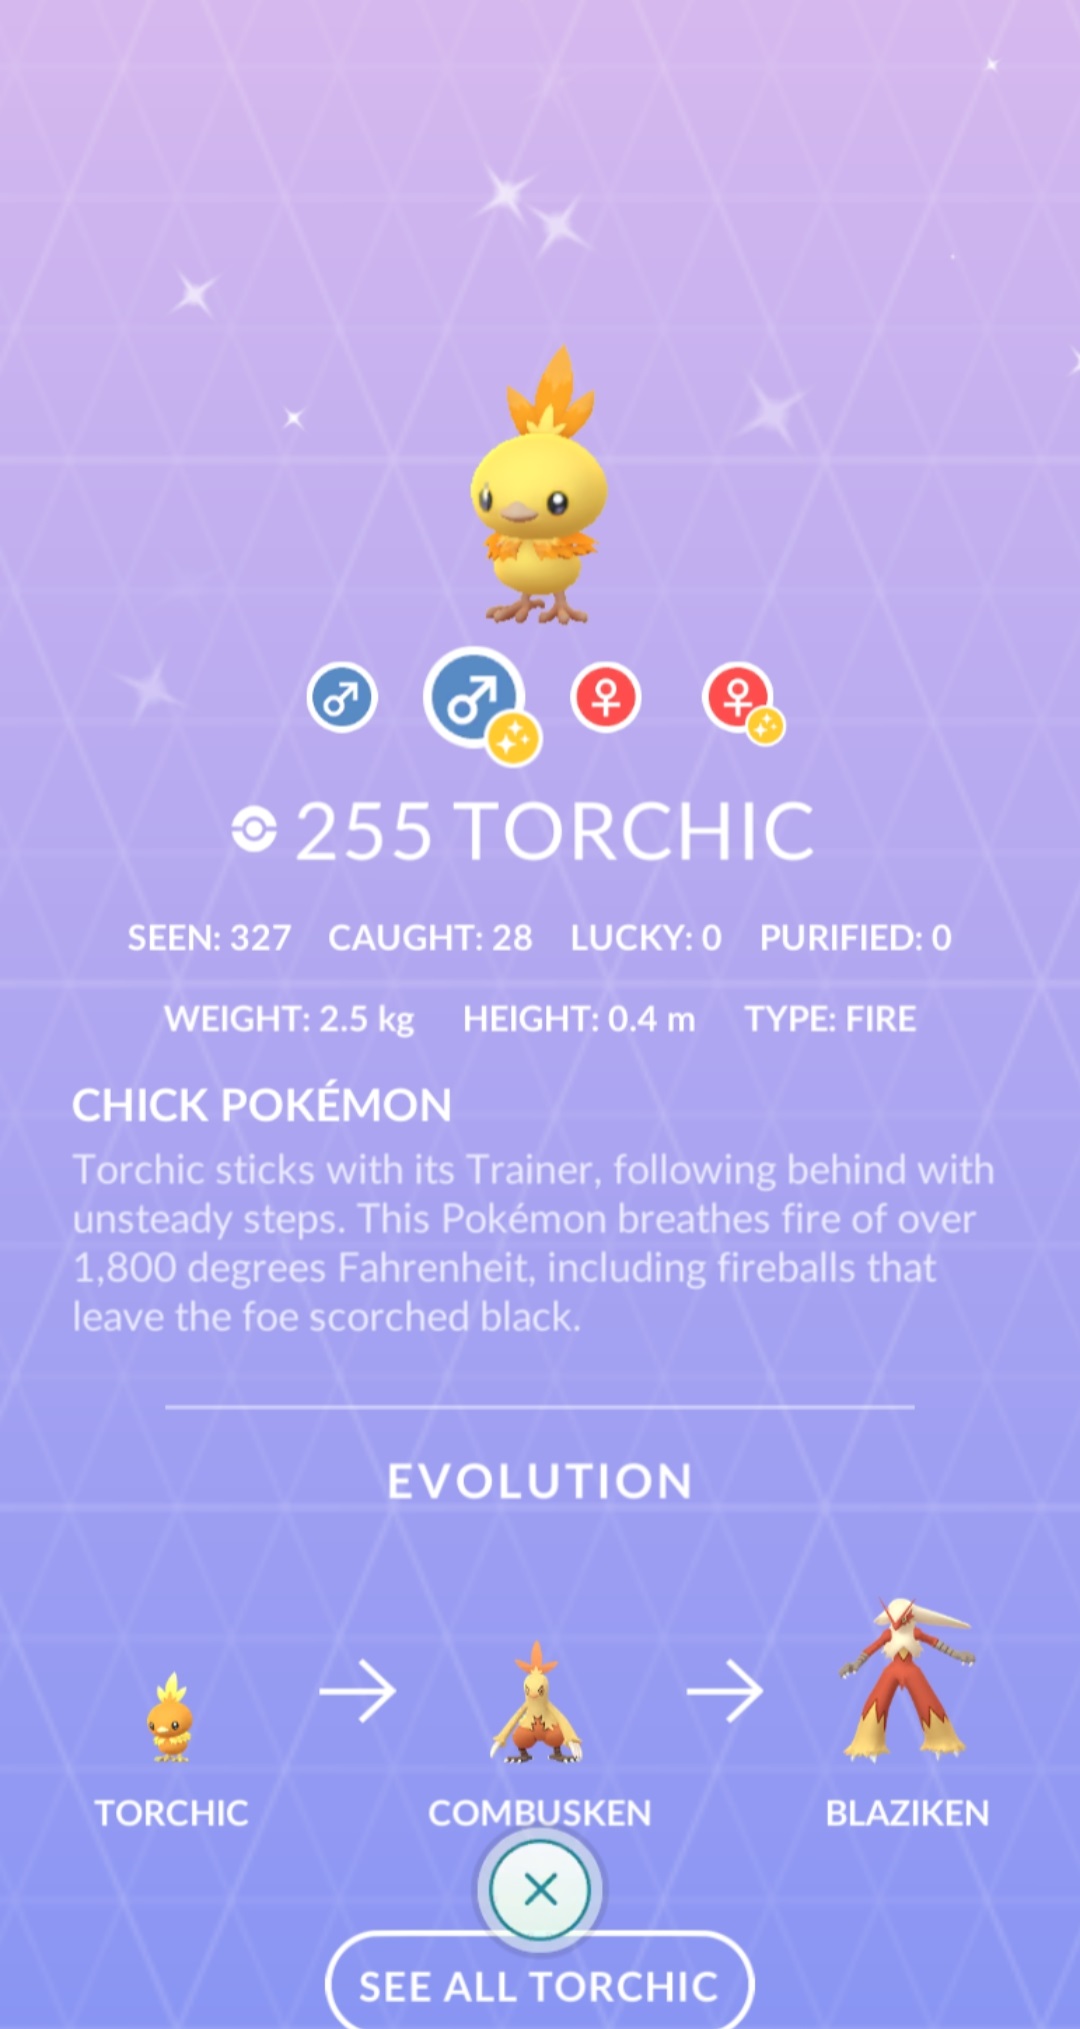 255 TORCHIC
SEEN: 327 CAUGHT: 28 LUCKY: 0 PURIFIED: 0
WEIGHT: 2.5 kg HEIGHT: 0.4 m TYPE: FIRE
CHICK POKÉMON
Torchic sticks with its Trainer, following behind with
unsteady steps. This Pokémon breathes fire of over
1,800 degrees Fahrenheit, including fireballs that
leave the foe scorched black.
EVOLUTION
TORCHIC COMBUSKEN BLAZIKEN
SEE ALL TORCHIC